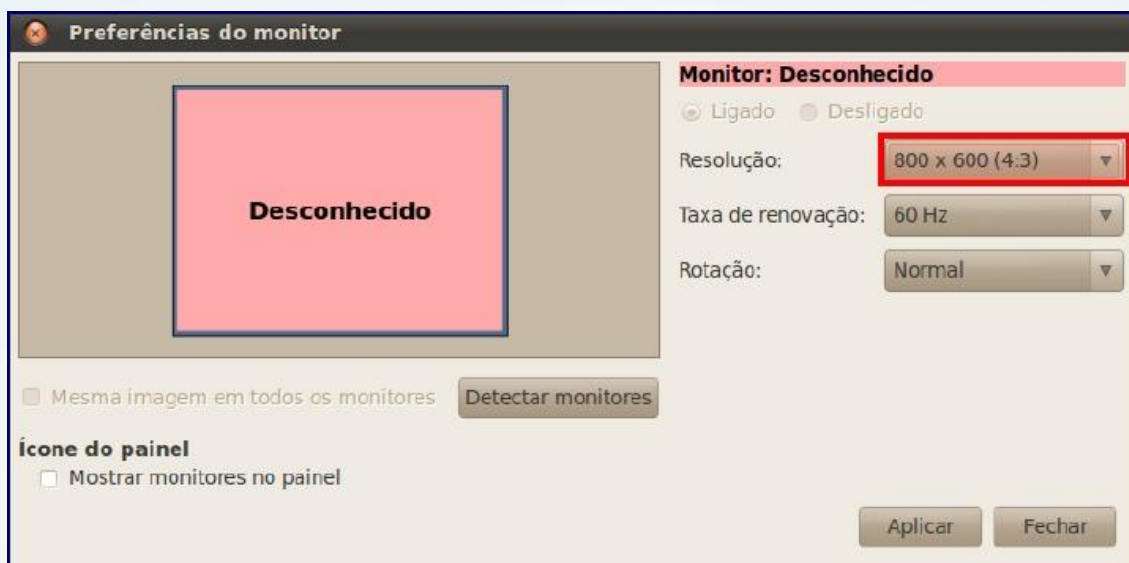 Preferências do monitor
Desconhecido
Monitor: Desconhecido
Ligado Desligado
Resolução: 800 x 600 (4:3)
Taxa de renovação: 60 Hz
Rotação: Normal
Mesma imagem em todos os monitores Detectar monitores
Ícone do painel
Mostrar monitores no painel
Aplicar Fechar